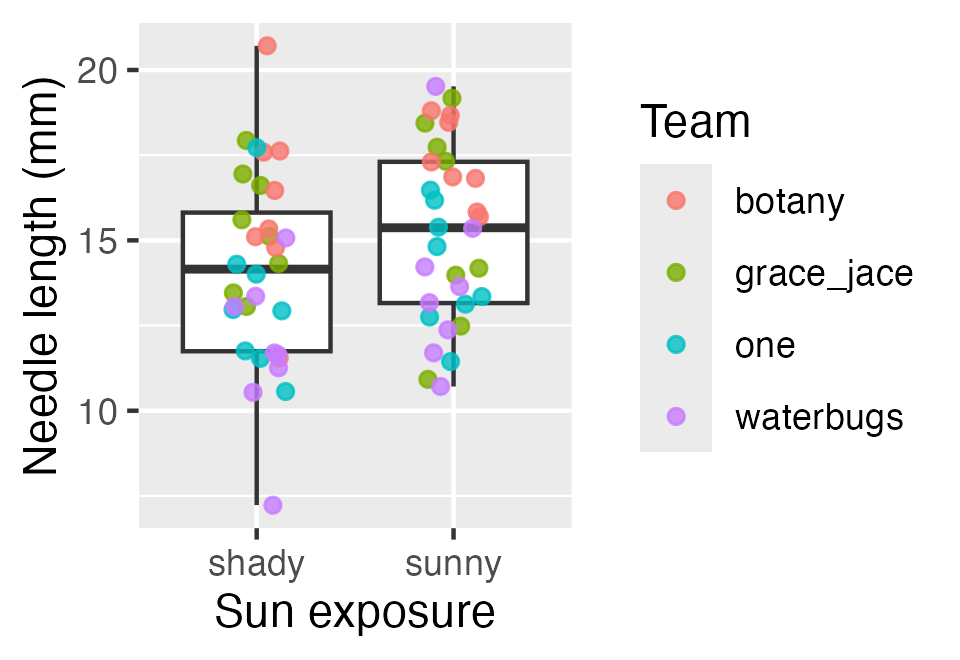 Needle length (mm)
20
15
10
shady
sunny
Sun exposure
Team
botany
grace_jace
one
waterbugs